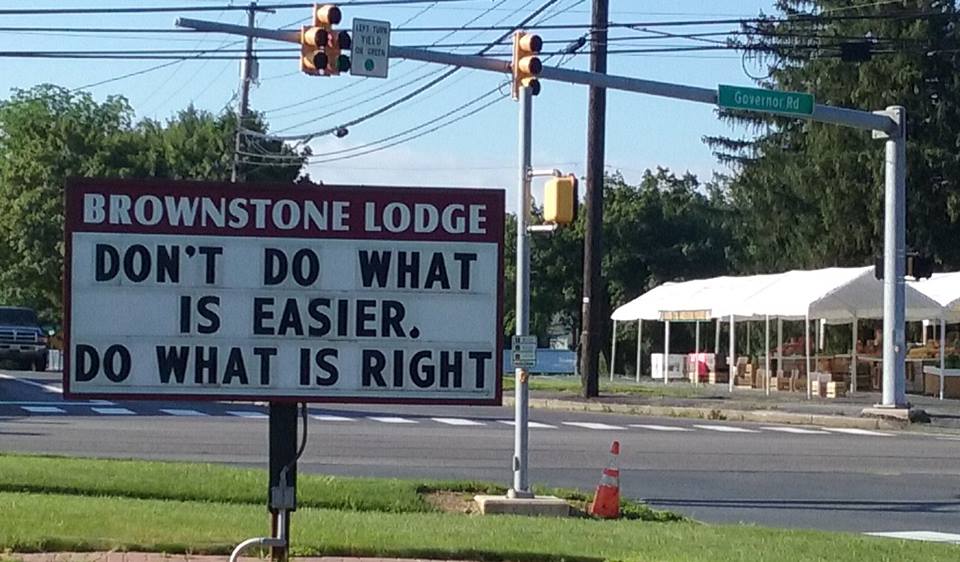 LEFT TURN
YIELD
ON GREEN
Governor Rd
BROWNSTONE LODGE
DON'T DO WHAT
IS EASIER.
DO WHAT IS RIGHT